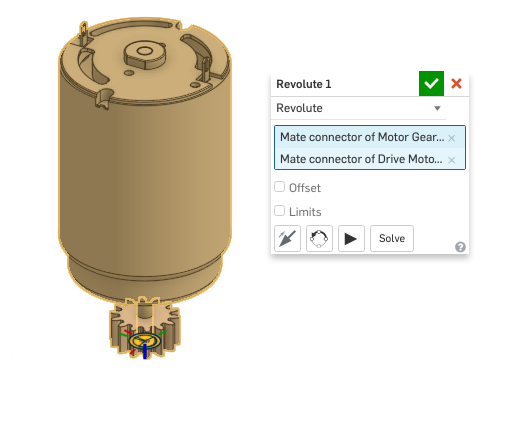 Revolute 1
Revolute
Mate connector of Motor Gear...
Mate connector of Drive Moto...
Offset
Limits
Solve